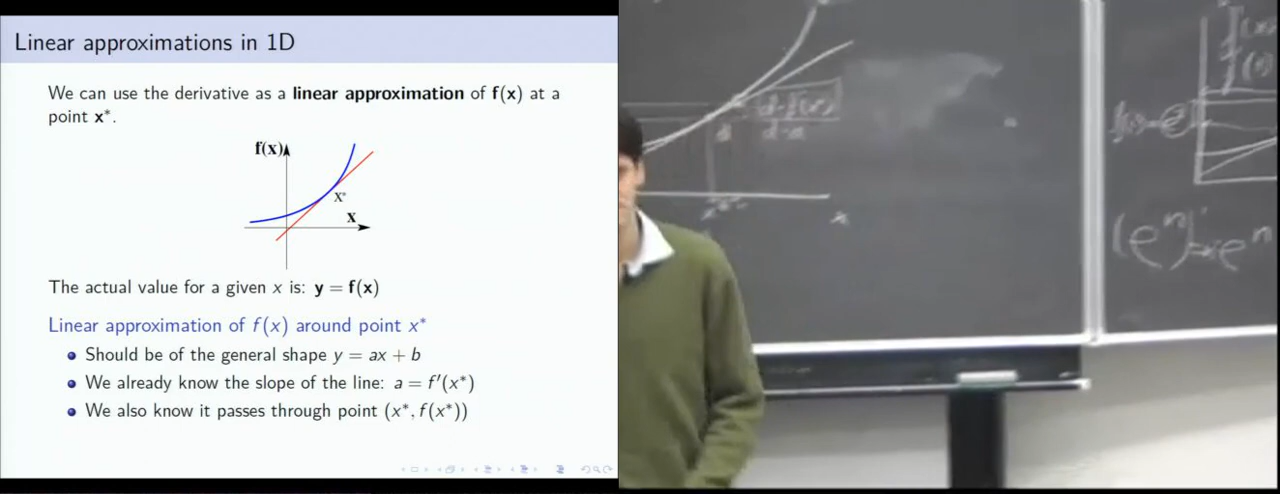 Linear approximations in 1D
We can use the derivative as a linear approximation of f(x) at a
point x*.
f(x)
x*
x
The actual value for a given x is: y = f(x)
Linear approximation of f(x) around point x*
• Should be of the general shape y = ax + b
• We already know the slope of the line: a = f′(x*)
• We also know it passes through point (x*, f(x*))
x*
x